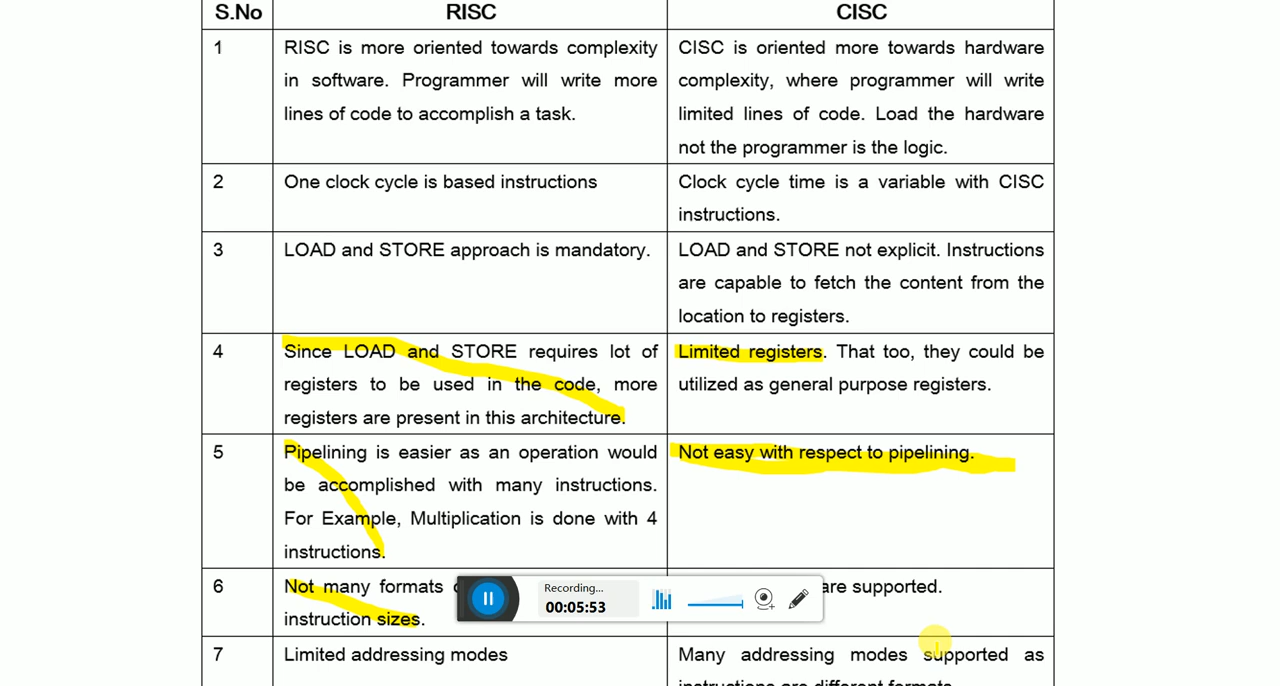 S.No RISC CISC
1 RISC is more oriented towards complexity
in software. Programmer will write more
lines of code to accomplish a task.
CISC is oriented more towards hardware
complexity, where programmer will write
limited lines of code. Load the hardware
not the programmer is the logic.
2 One clock cycle is based instructions
Clock cycle time is a variable with CISC
instructions.
3 LOAD and STORE approach is mandatory.
LOAD and STORE not explicit. Instructions
are capable to fetch the content from the
location to registers.
4 Since LOAD and STORE requires lot of
registers to be used in the code, more
registers are present in this architecture.
Limited registers. That too, they could be
utilized as general purpose registers.
5 Pipelining is easier as an operation would
be accomplished with many instructions.
For Example, Multiplication is done with 4
instructions.
Not easy with respect to pipelining.
6 Not many formats
instruction sizes.
are supported.
Recording...
00:05:53
7 Limited addressing modes
Many addressing modes supported as
instructions are different formats